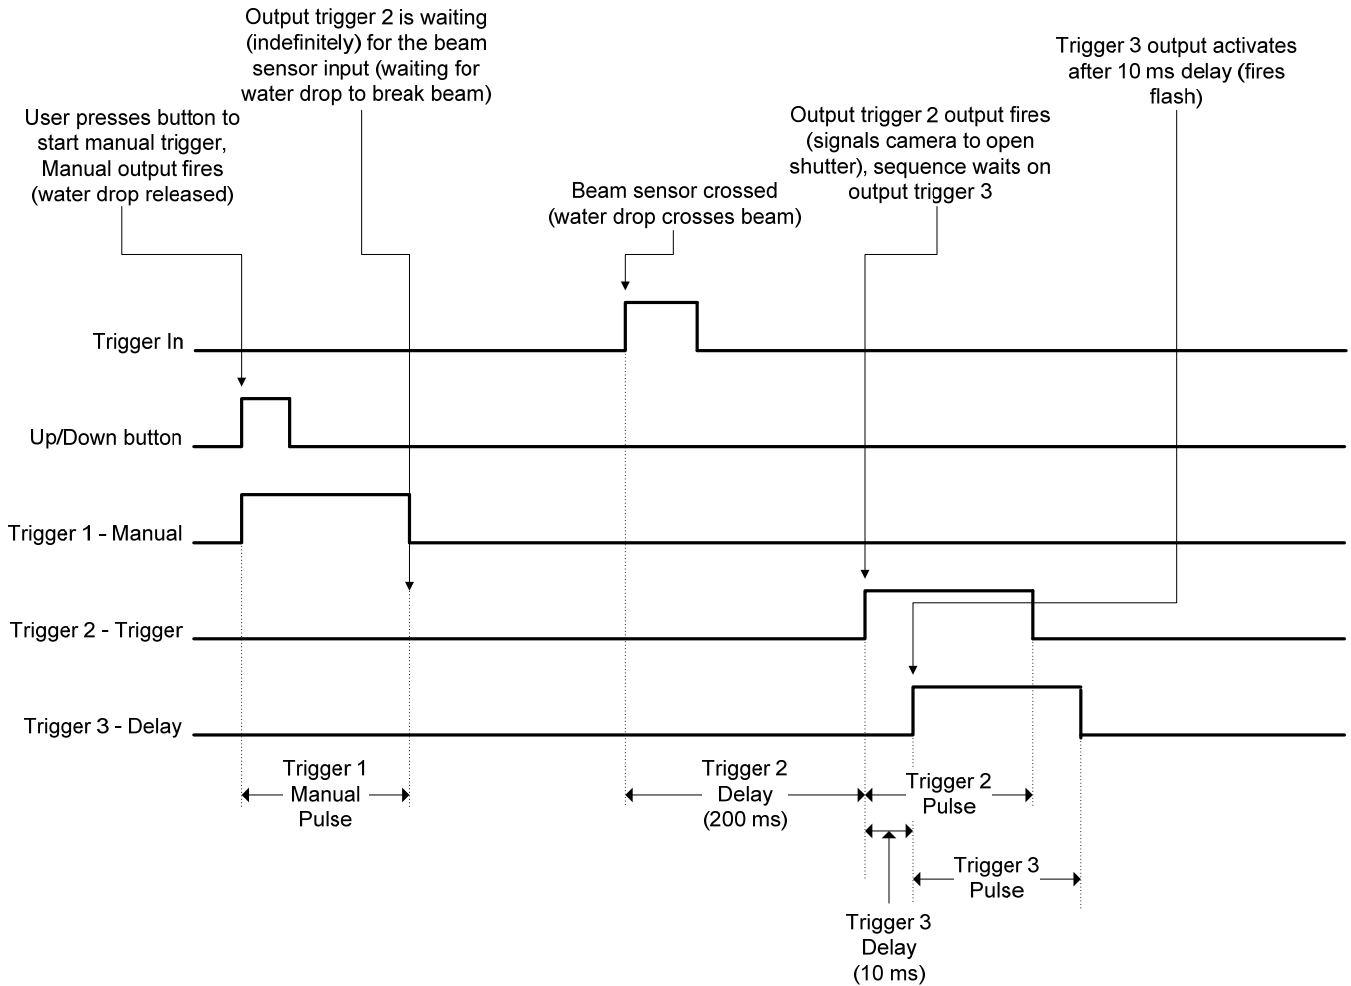 Output trigger 2 is waiting
(indefinitely) for the beam
sensor input (waiting for
water drop to break beam)
Trigger 3 output activates
after 10 ms delay (fires
flash)
User presses button to
start manual trigger,
Manual output fires
(water drop released)
Output trigger 2 output fires
(signals camera to open
shutter), sequence waits on
output trigger 3
Beam sensor crossed
(water drop crosses beam)
Trigger In
Up/Down button
Trigger 1 - Manual
Trigger 2 - Trigger
Trigger 3 - Delay
Trigger 1
Manual
Pulse
Trigger 2
Delay
(200 ms)
Trigger 2
Pulse
Trigger 3
Pulse
Trigger 3
Delay
(10 ms)